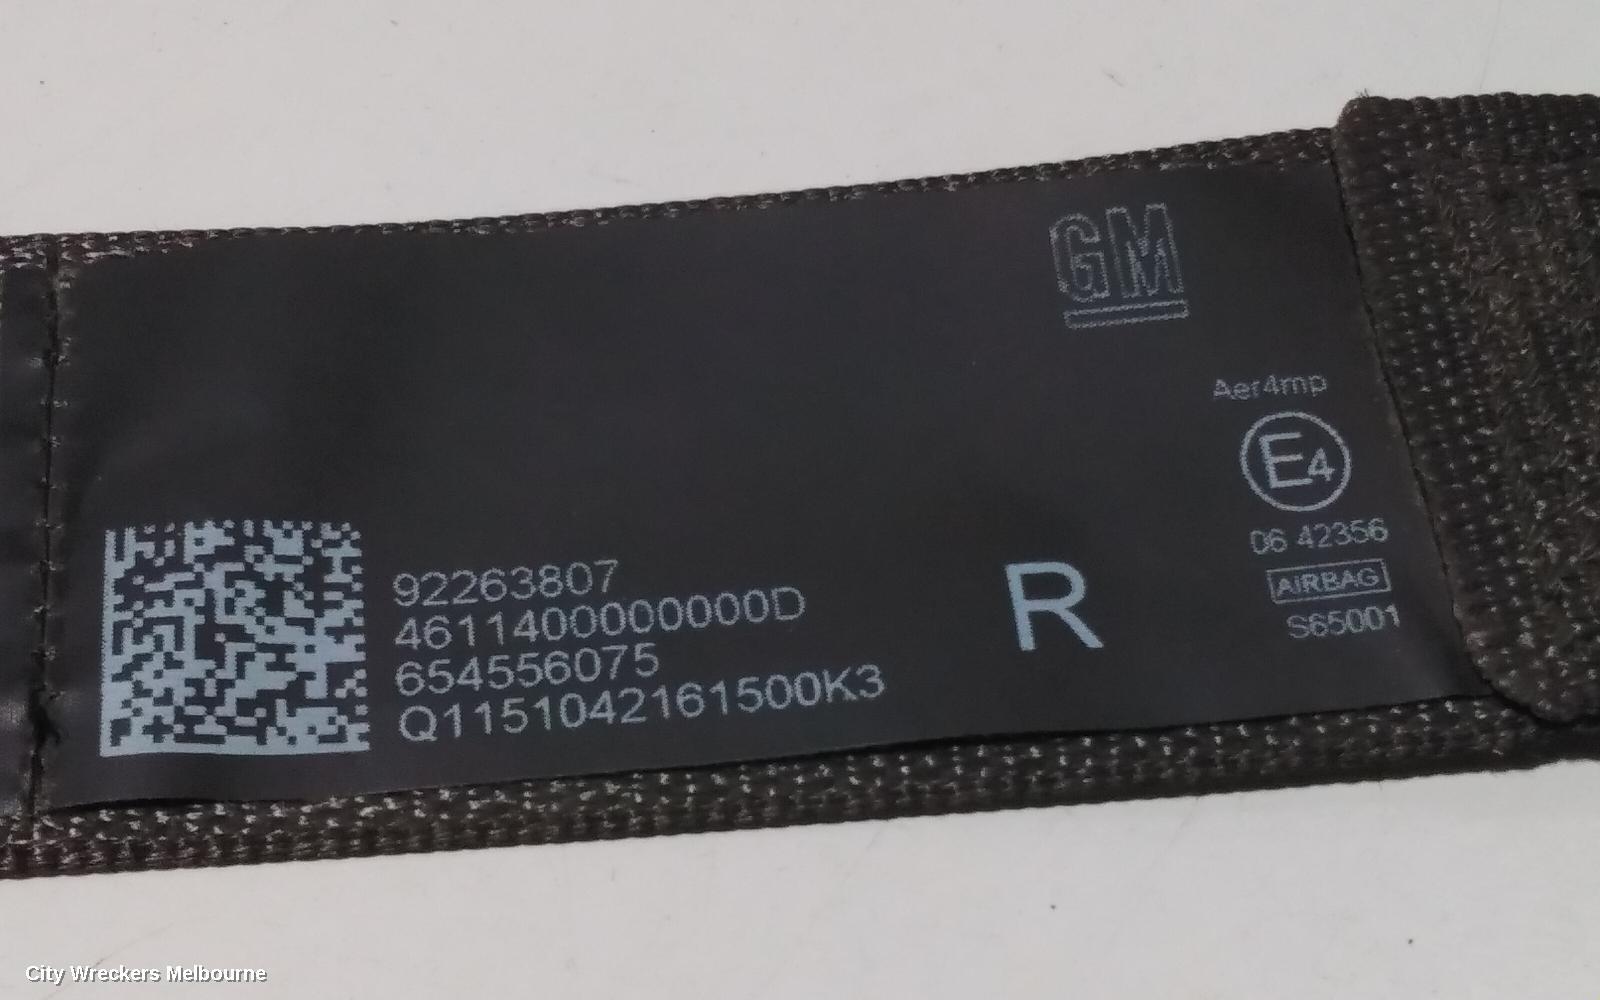 GM
Aer4mp
E4
06 42356
AIRBAG
S65001
R
92263807
4611400000000D
654556075
Q1151042161500K3
City Wreckers Melbourne